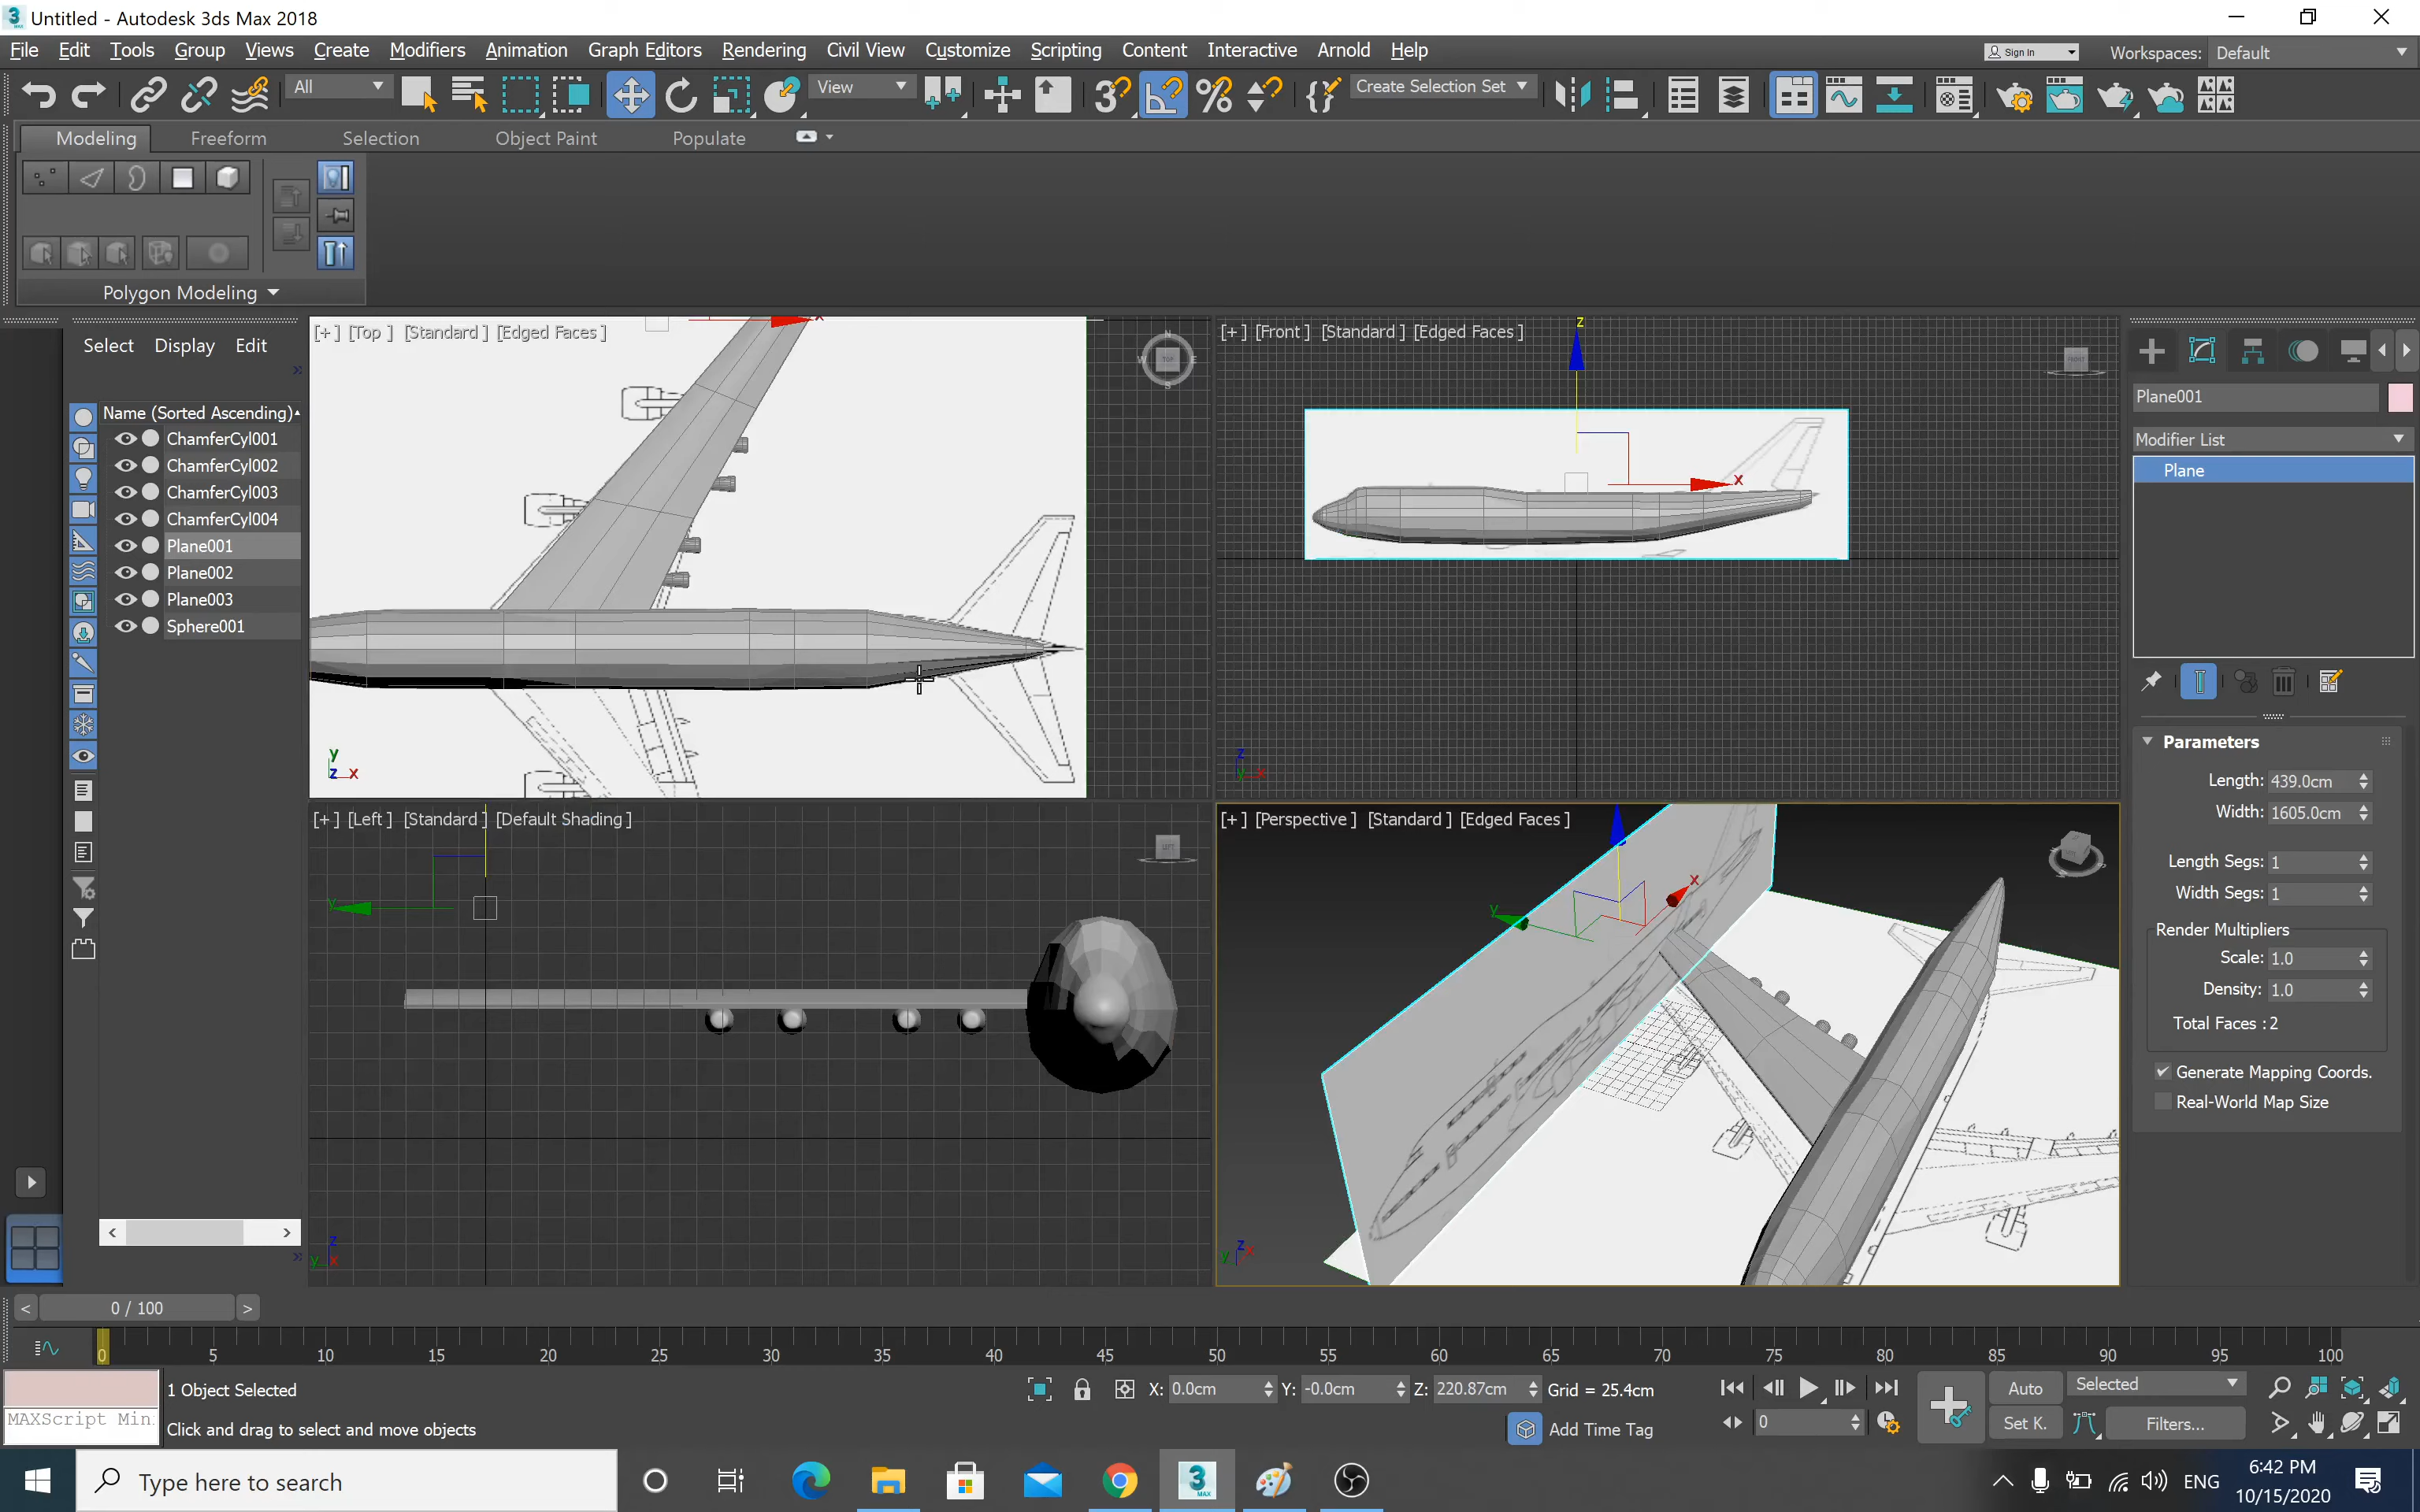 Untitled - Autodesk 3ds Max 2018
File Edit Tools Group Views Create Modifiers Animation Graph Editors Rendering Civil View Customize Scripting Content Interactive Arnold Help
Sign In
Workspaces: Default
All
View
Create Selection Set
Modeling Freeform Selection Object Paint Populate
Polygon Modeling
Select Display Edit
Name (Sorted Ascending)
ChamferCyl001
ChamferCyl002
ChamferCyl003
ChamferCyl004
Plane001
Plane002
Plane003
Sphere001
[+] [Top ] [Standard ] [Edged Faces ]
[+] [Front ] [Standard ] [Edged Faces ]
[+] [Left ] [Standard ] [Default Shading ]
[+] [Perspective ] [Standard ] [Edged Faces ]
Plane001
Modifier List
Plane
Parameters
Length: 439.0cm
Width: 1605.0cm
Length Segs: 1
Width Segs: 1
Render Multipliers
Scale: 1.0
Density: 1.0
Total Faces : 2
Generate Mapping Coords.
Real-World Map Size
< 0 / 100 >
0 5 10 15 20 25 30 35 40 45 50 55 60 65 70 75 80 85 90 95 100
1 Object Selected
X: 0.0cm Y: -0.0cm Z: 220.87cm Grid = 25.4cm
Auto
Selected
MAXScript Min
Click and drag to select and move objects
Add Time Tag
0
Set K.
Filters...
Type here to search
ENG
6:42 PM
10/15/2020